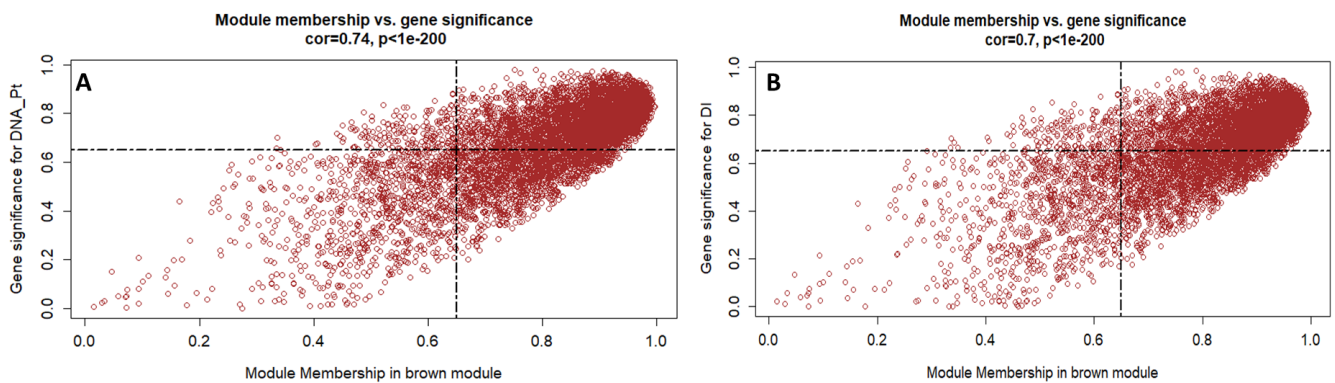 Module membership vs. gene significance
cor=0.74, p<1e-200
A
Gene significance for DNA_Pt
1.0
0.8
0.6
0.4
0.2
0.0
0.0 0.2 0.4 0.6 0.8 1.0
Module Membership in brown module
Module membership vs. gene significance
cor=0.7, p<1e-200
B
Gene significance for DI
1.0
0.8
0.6
0.4
0.2
0.0
0.0 0.2 0.4 0.6 0.8 1.0
Module Membership in brown module